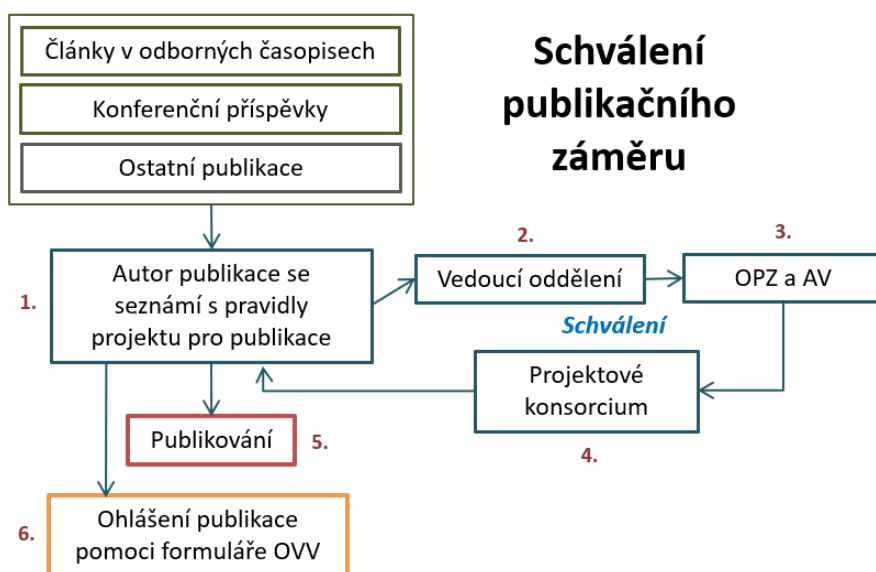 Články v odborných časopisech
Konferenční příspěvky
Ostatní publikace
Schválení
publikačního
záměru
1.
Autor publikace se
seznámí s pravidly
projektu pro publikace
2.
Vedoucí oddělení
3.
OPZ a AV
Schválení
Projektové
konsorcium
4.
Publikování
5.
6.
Ohlášení publikace
pomoci formuláře OVV